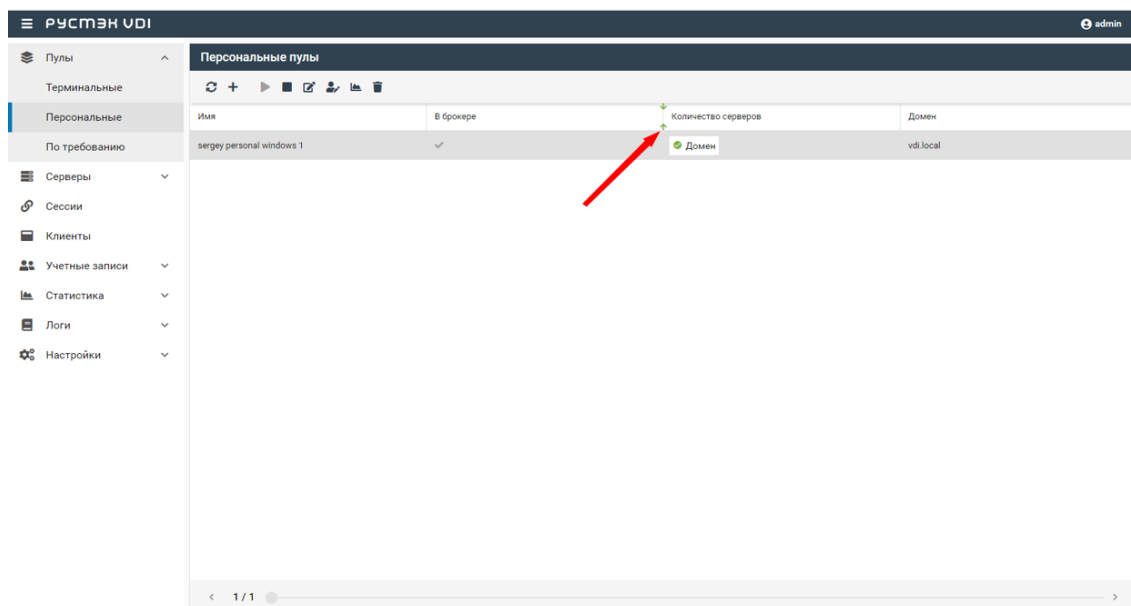 РУСТЭК VDI
admin
Пулы
Терминальные
Персональные
По требованию
Серверы
Сессии
Клиенты
Учетные записи
Статистика
Логи
Настройки
Персональные пулы
Имя В брокере Количество серверов Домен
sergey personal windows 1 Домен vdi.local
1 / 1